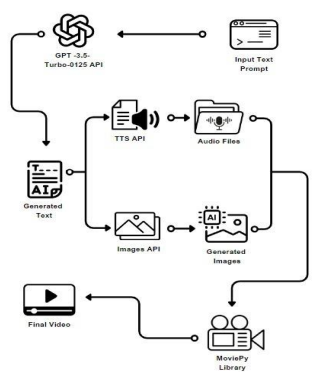 GPT -3.5-
Turbo-0125 API
Input Text
Prompt
TTS API
Audio Files
T
AI
Generated
Text
Images API
AI
Generated
Images
Final Video
MoviePy
Library